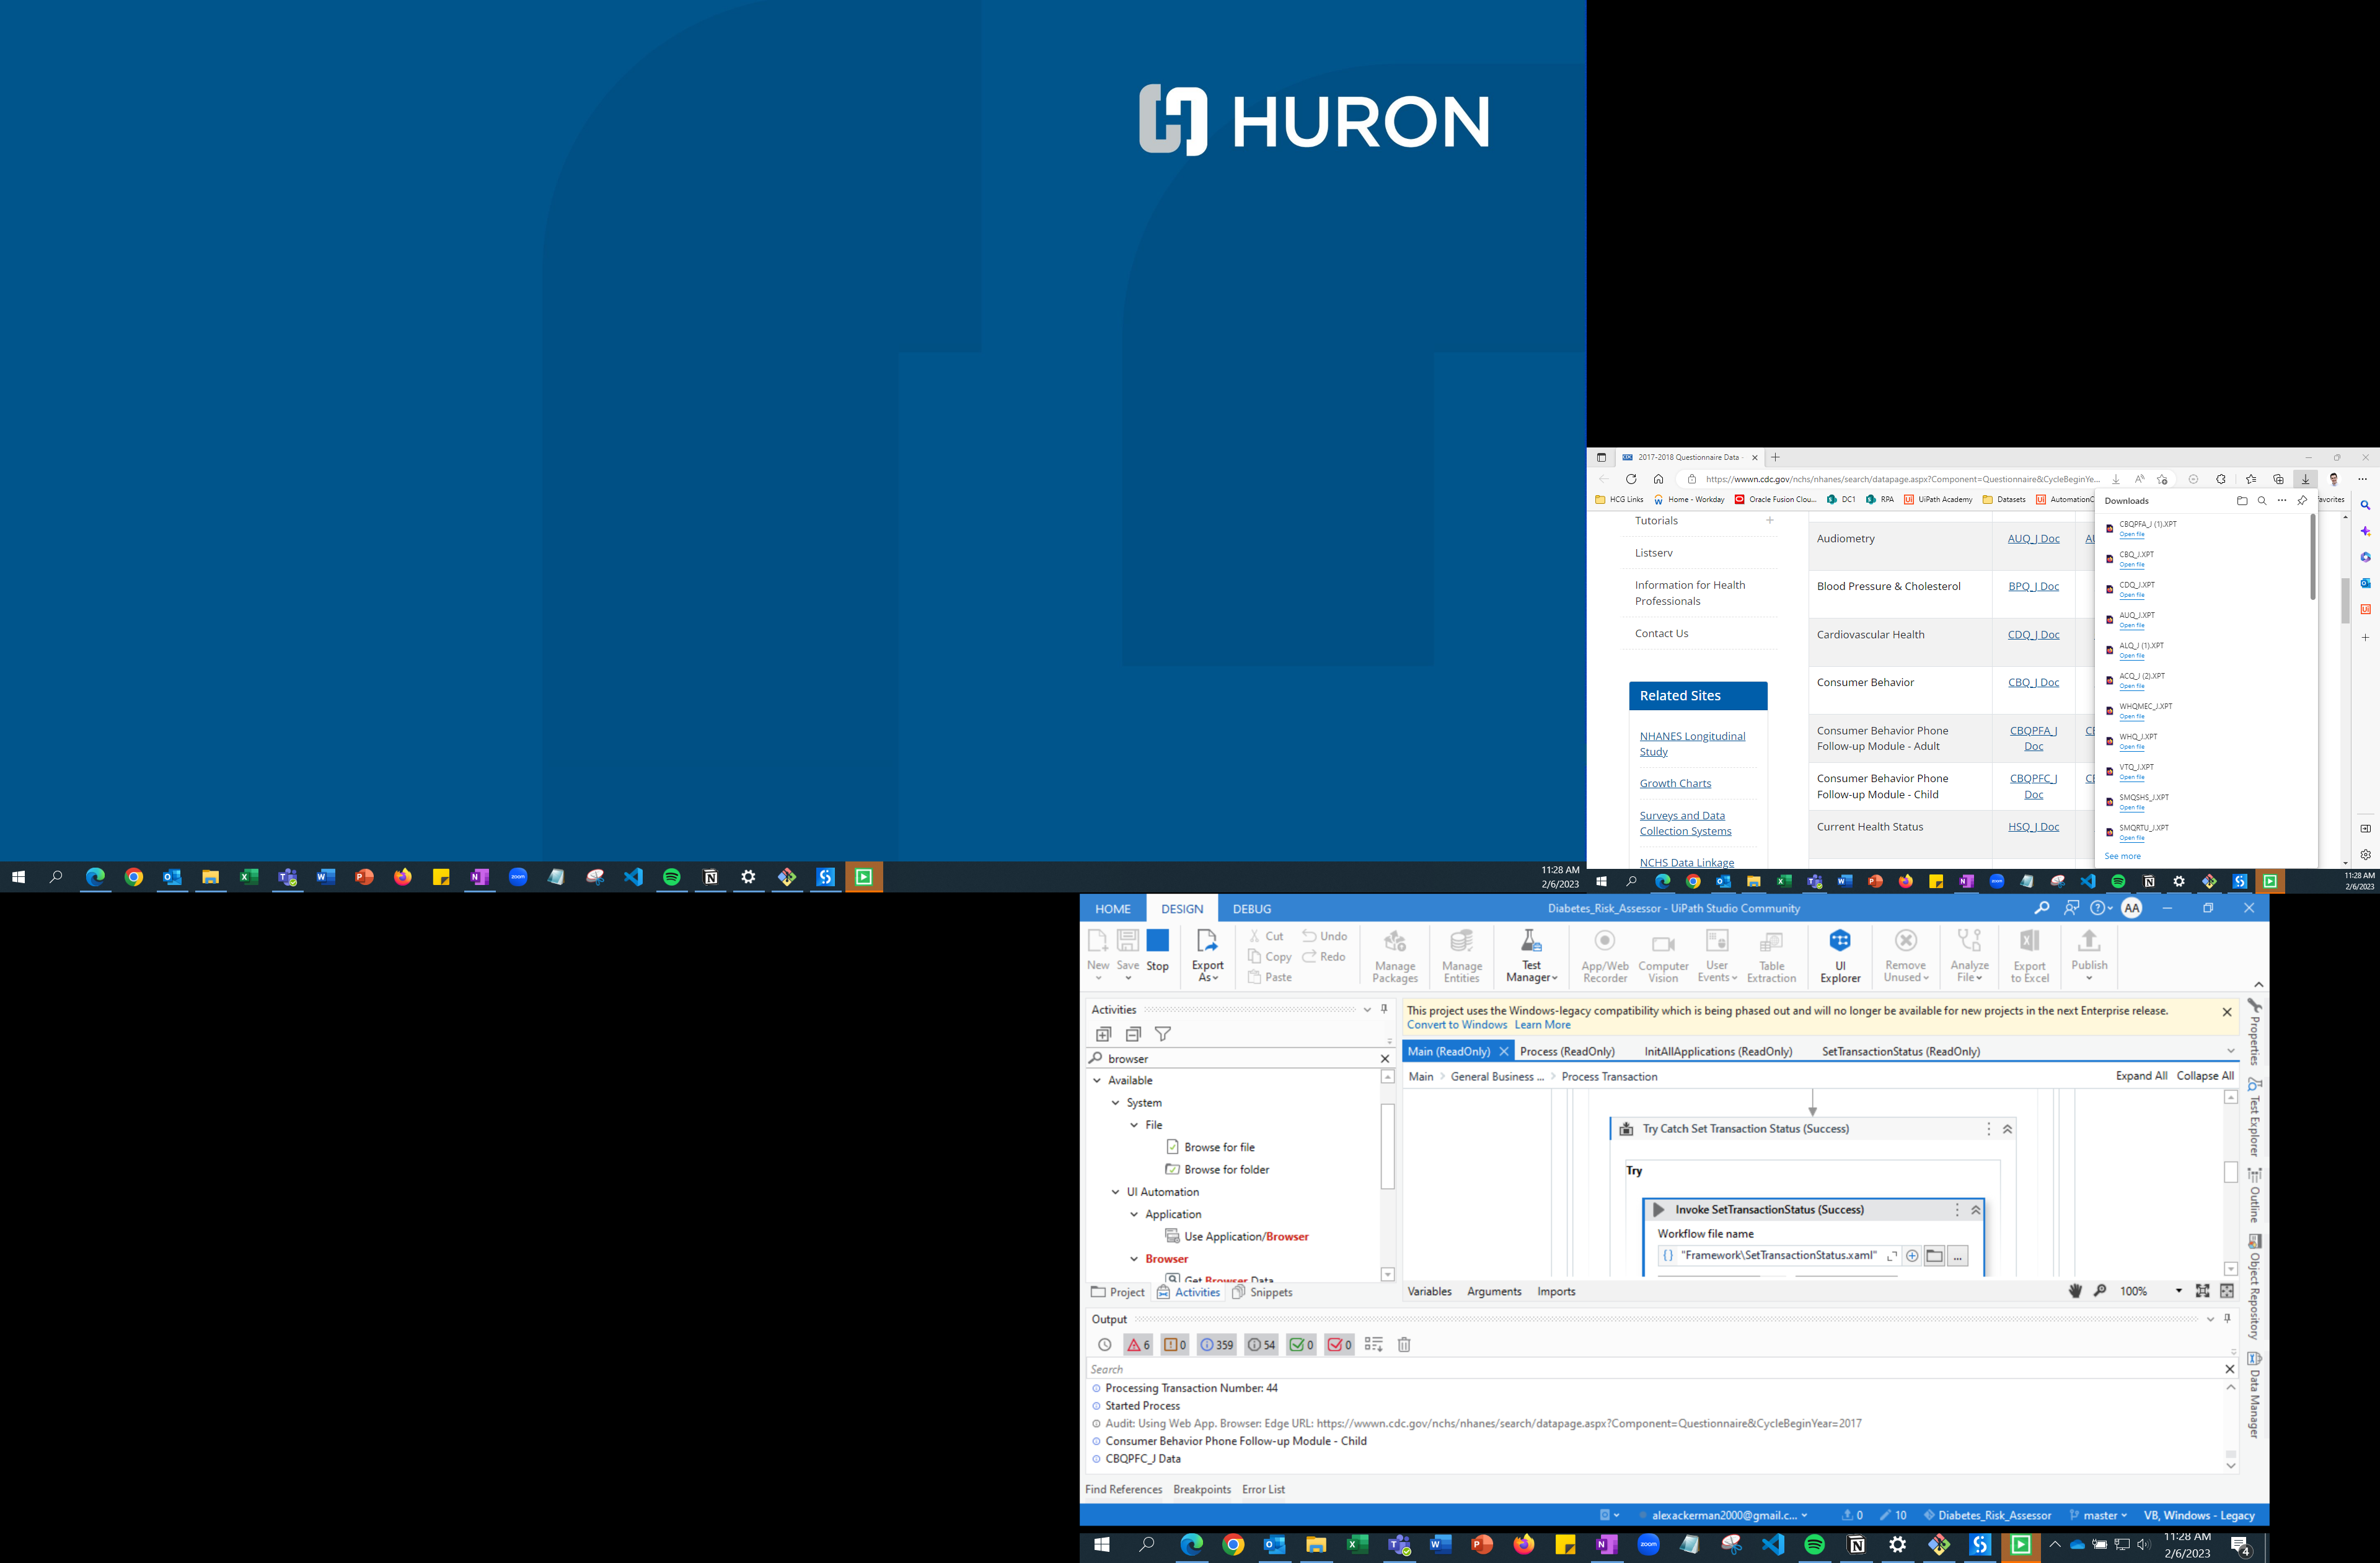 HURON
11:28 AM
2/6/2023
2017-2018 Questionnaire Data -
https://wwwn.cdc.gov/nchs/nhanes/search/datapage.aspx?Component=Questionnaire&CycleBeginYe...
HCG Links
Home - Workday
Oracle Fusion Clou...
DC1
RPA
UiPath Academy
Datasets
AutomationC
avorites
Downloads
CBQPFA_J (1).XPT
Open file
CBQ_J.XPT
Open file
CDQ_J.XPT
Open file
AUQ_J.XPT
Open file
ALQ_J (1).XPT
Open file
ACQ_J (2).XPT
Open file
WHQMEC_J.XPT
Open file
WHQ_J.XPT
Open file
VTQ_J.XPT
Open file
SMQSHS_J.XPT
Open file
SMQRTU_J.XPT
Open file
See more
Tutorials
Listserv
Information for Health
Professionals
Contact Us
Related Sites
NHANES Longitudinal
Study
Growth Charts
Surveys and Data
Collection Systems
NCHS Data Linkage
Audiometry AUQ_J Doc
Blood Pressure & Cholesterol BPQ_J Doc
Cardiovascular Health CDQ_J Doc
Consumer Behavior CBQ_J Doc
Consumer Behavior Phone
Follow-up Module - Adult
CBQPFA_J
Doc
Consumer Behavior Phone
Follow-up Module - Child
CBQPFC_J
Doc
Current Health Status HSQ_J Doc
11:28 AM
2/6/2023
HOME DESIGN DEBUG
Diabetes_Risk_Assessor - UiPath Studio Community
AA
New
Save
Stop
Export
As
Cut
Copy
Paste
Undo
Redo
Manage
Packages
Manage
Entities
Test
Manager
App/Web
Recorder
Computer
Vision
User
Events
Table
Extraction
UI
Explorer
Remove
Unused
Analyze
File
Export
to Excel
Publish
Activities
browser
Available
System
File
Browse for file
Browse for folder
UI Automation
Application
Use Application/Browser
Browser
Get Browser Data
Project Activities Snippets
This project uses the Windows-legacy compatibility which is being phased out and will no longer be available for new projects in the next Enterprise release.
Convert to Windows Learn More
Main (ReadOnly) Process (ReadOnly) InitAllApplications (ReadOnly) SetTransactionStatus (ReadOnly)
Main > General Business ... > Process Transaction
Expand All Collapse All
Try Catch Set Transaction Status (Success)
Try
Invoke SetTransactionStatus (Success)
Workflow file name
"Framework\SetTransactionStatus.xaml"
Variables Arguments Imports
100%
Properties
Test Explorer
Outline
Object Repository
Data Manager
Output
6 0 359 54 0 0
Search
Processing Transaction Number: 44
Started Process
Audit: Using Web App. Browser: Edge URL: https://wwwn.cdc.gov/nchs/nhanes/search/datapage.aspx?Component=Questionnaire&CycleBeginYear=2017
Consumer Behavior Phone Follow-up Module - Child
CBQPFC_J Data
Find References Breakpoints Error List
alexackerman2000@gmail.c... 0 10 Diabetes_Risk_Assessor master VB, Windows - Legacy
11:28 AM
2/6/2023
4